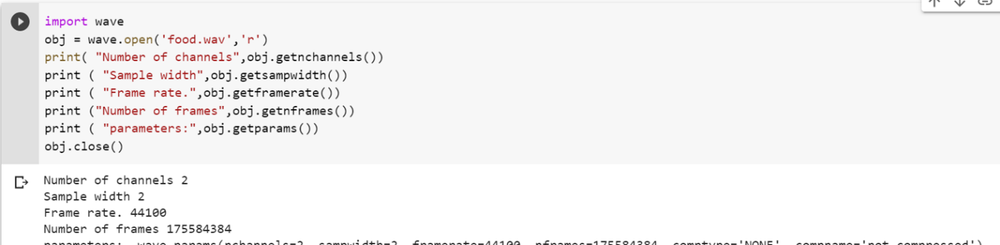 import wave
obj = wave.open('food.wav','r')
print( "Number of channels",obj.getnchannels())
print ( "Sample width",obj.getsampwidth())
print ( "Frame rate.",obj.getframerate())
print ("Number of frames",obj.getnframes())
print ( "parameters:",obj.getparams())
obj.close()
Number of channels 2
Sample width 2
Frame rate. 44100
Number of frames 175584384
parameters: _wave_params(nchannels=2, sampwidth=2, framerate=44100, nframes=175584384, comptype='NONE', compname='not compressed')